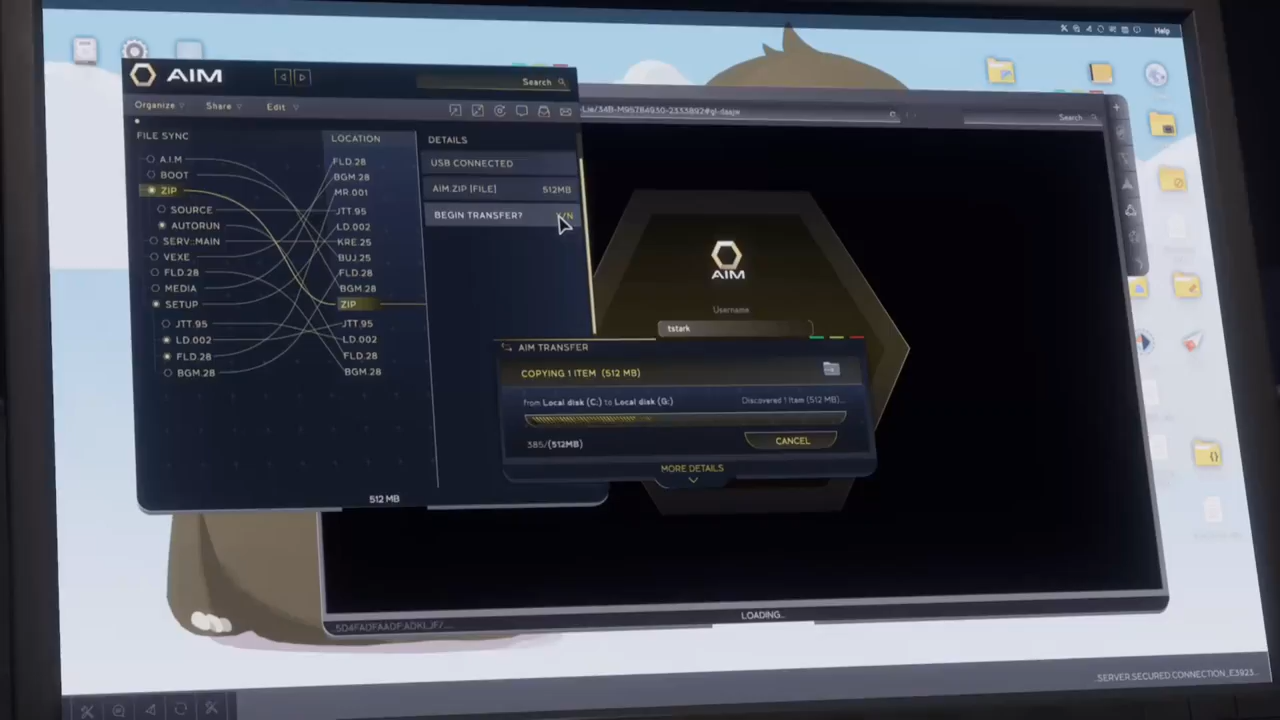 Help
AIM
Search
Organize
Share
Edit
Search
FILE SYNC
LOCATION
DETAILS
A.I.M
BOOT
ZIP
SOURCE
AUTORUN
SERV::MAIN
VEXE
FLD.28
MEDIA
SETUP
JTT.95
LD.002
FLD.28
BGM.28
FLD.28
BGM.28
MR.001
JTT.95
LD.002
KRE.25
BUJ.25
FLD.28
BGM.28
ZIP
JTT.95
LD.002
FLD.28
BGM.28
USB CONNECTED
AIM.ZIP [FILE] 512MB
BEGIN TRANSFER?
512 MB
AIM
Username
tstark
AIM TRANSFER
COPYING 1 ITEM (512 MB)
from Local disk (C:) to Local disk (G:)
Discovered 1 Item (512 MB)...
385/(512MB)
CANCEL
MORE DETAILS
LOADING..
..SERVER.SECURED.CONNECTION_E3923..